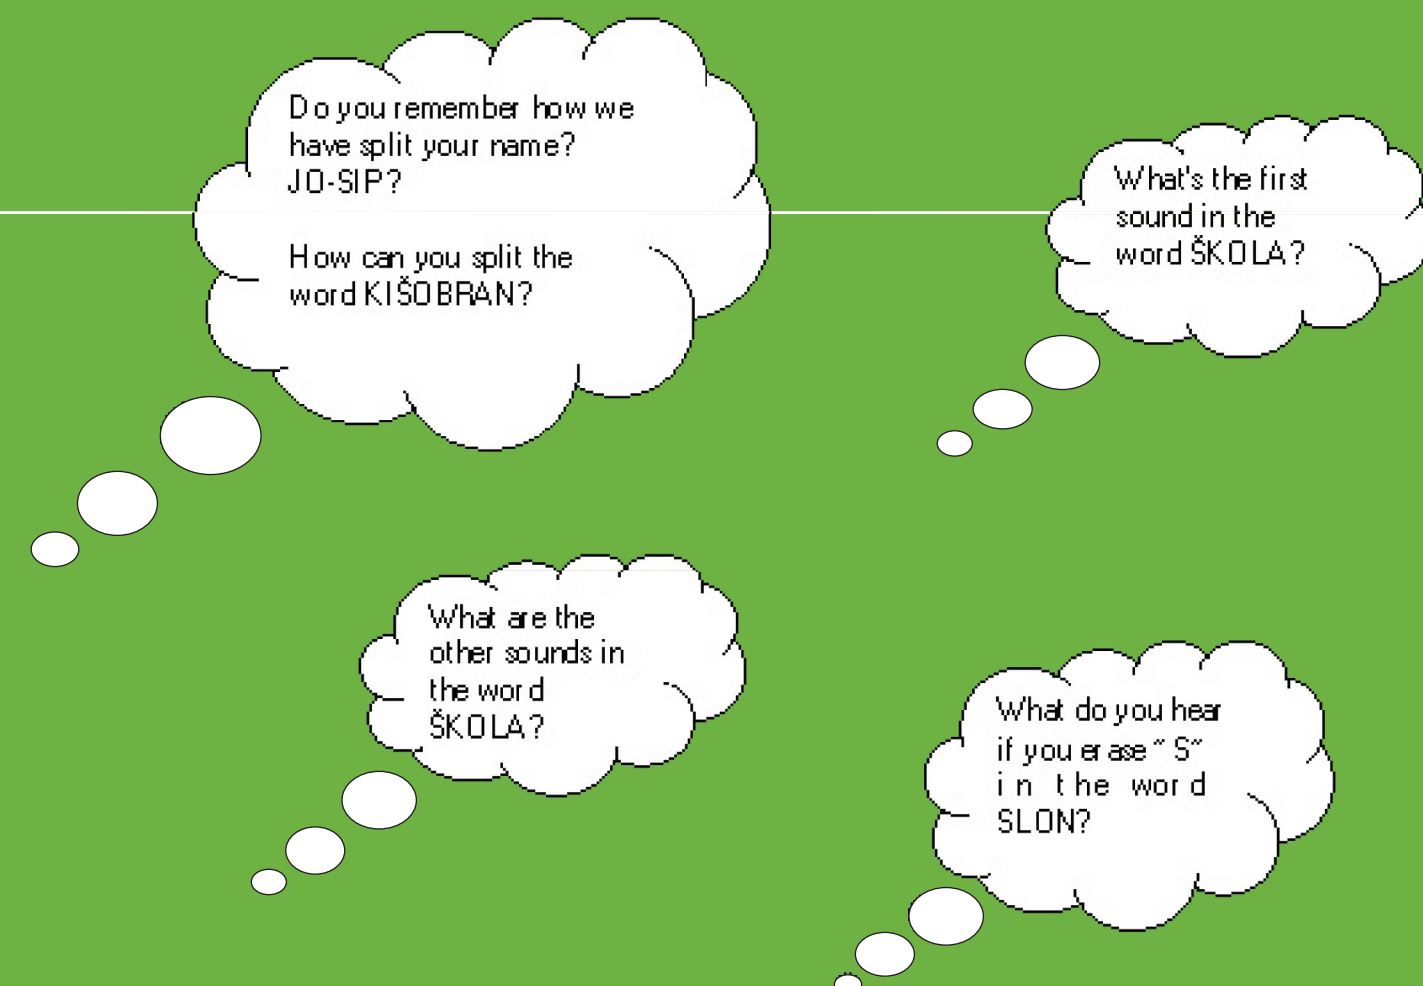 Do you remember how we
have split your name?
JO-SIP?
How can you split the
word KIŠOBRAN?
What's the first
sound in the
word ŠKOLA?
What are the
other sounds in
the word
ŠKOLA?
What do you hear
if you erase ˝S˝
in the word
SLON?